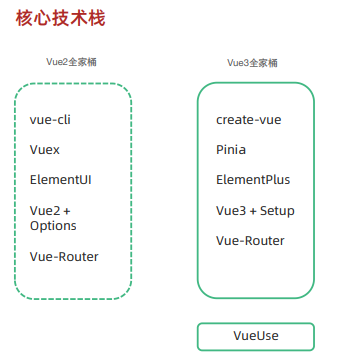 核心技术栈
Vue2全家桶
vue-cli
Vuex
ElementUI
Vue2 +
Options
Vue-Router
Vue3全家桶
create-vue
Pinia
ElementPlus
Vue3 + Setup
Vue-Router
VueUse